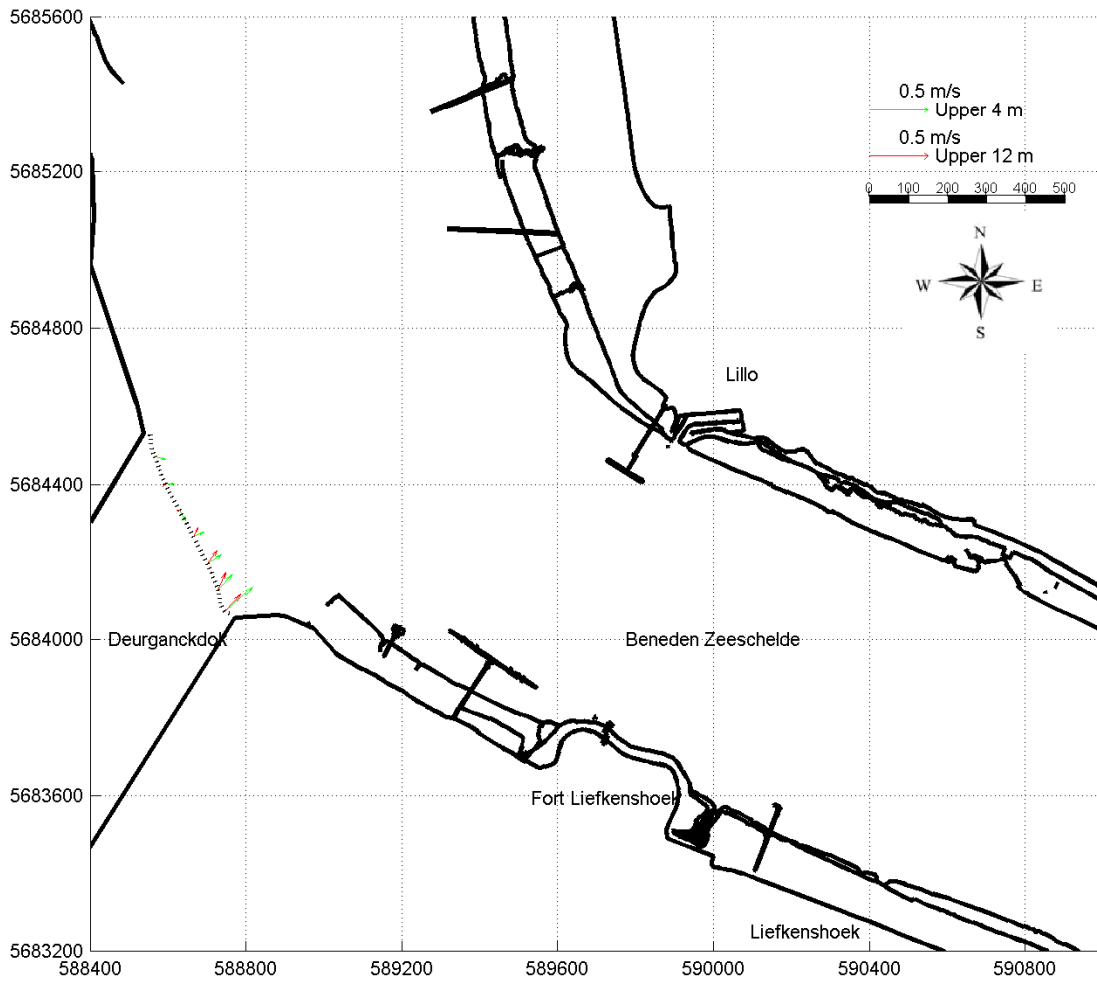 5685600
0.5 m/s
Upper 4 m
0.5 m/s
Upper 12 m
5685200
0 100 200 300 400 500
N
W E
S
5684800
Lillo
5684400
5684000
Deurganckdok
Beneden Zeeschelde
5683600
Fort Liefkenshoek
Liefkenshoek
5683200
588400 588800 589200 589600 590000 590400 590800